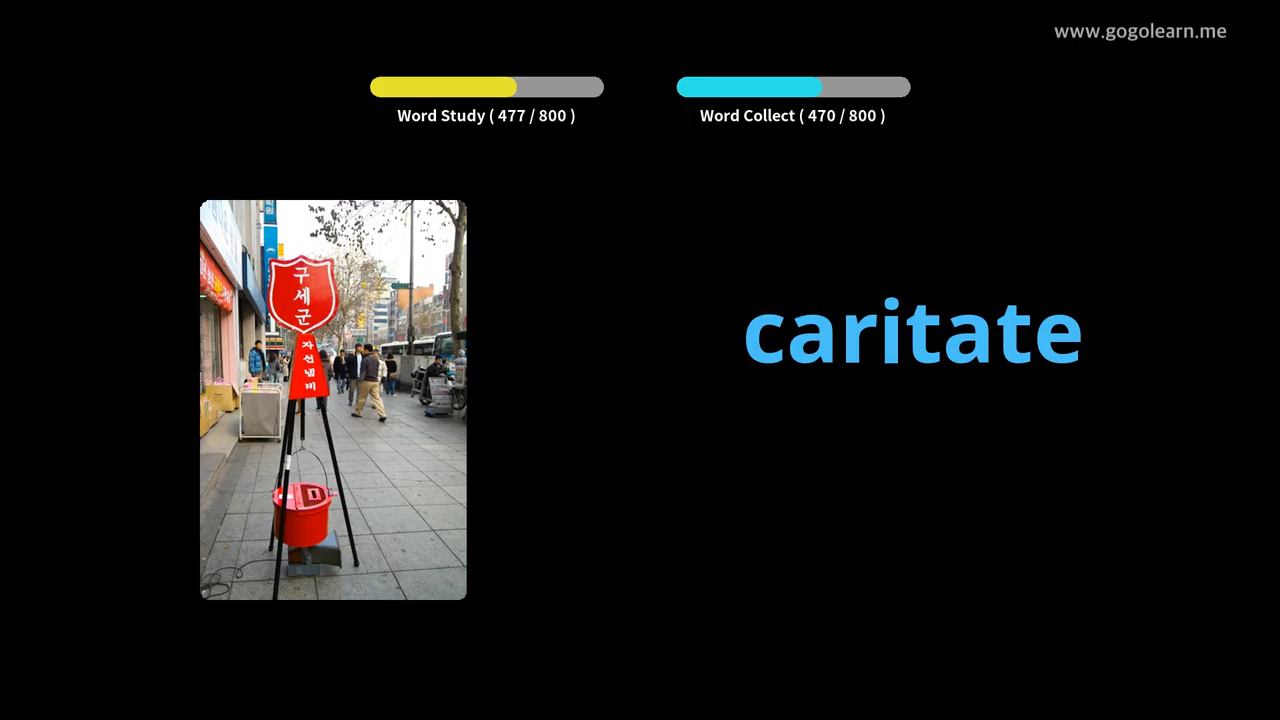 www.gogolearn.me
Word Study ( 477 / 800 )
Word Collect ( 470 / 800 )
caritate
구세군
자선냄비